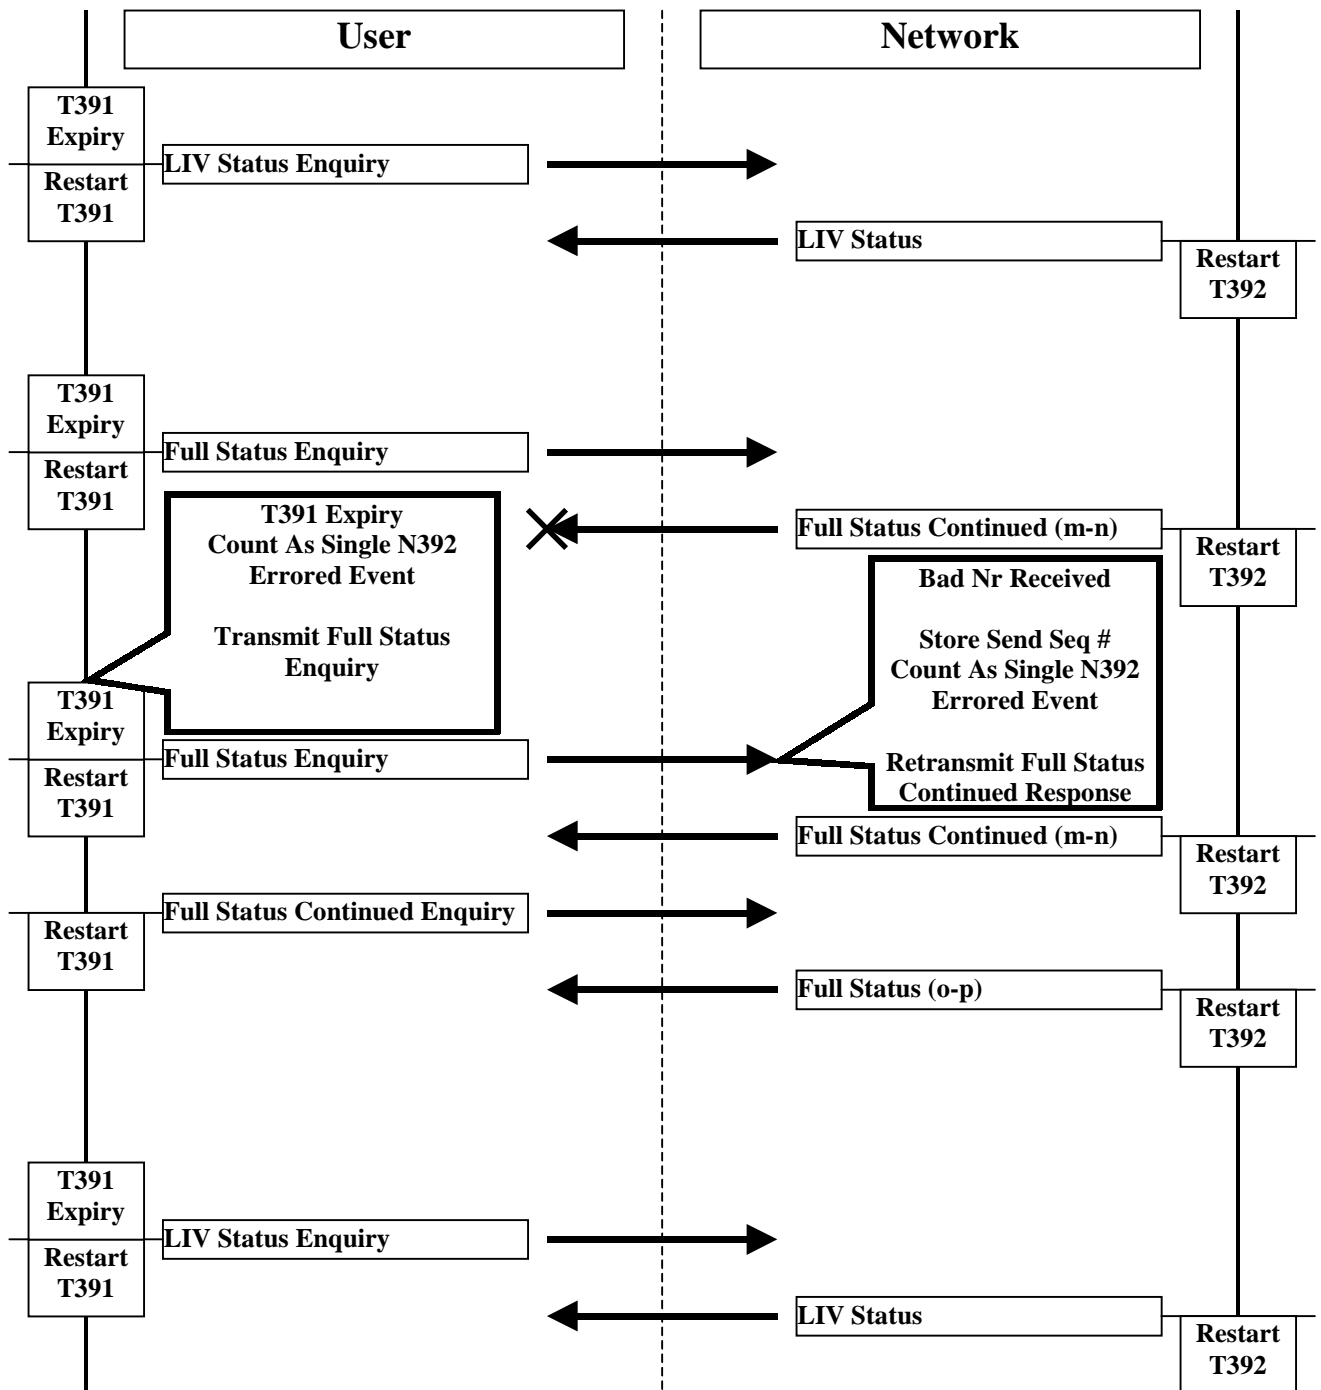 User
Network
T391
Expiry
LIV Status Enquiry
Restart
T391
LIV Status
Restart
T392
T391
Expiry
Full Status Enquiry
Restart
T391
T391 Expiry
Count As Single N392
Errored Event
Transmit Full Status
Enquiry
Full Status Continued (m-n)
Restart
T392
Bad Nr Received
Store Send Seq #
Count As Single N392
Errored Event
Retransmit Full Status
Continued Response
T391
Expiry
Full Status Enquiry
Restart
T391
Full Status Continued (m-n)
Restart
T392
Full Status Continued Enquiry
Restart
T391
Full Status (o-p)
Restart
T392
T391
Expiry
LIV Status Enquiry
Restart
T391
LIV Status
Restart
T392